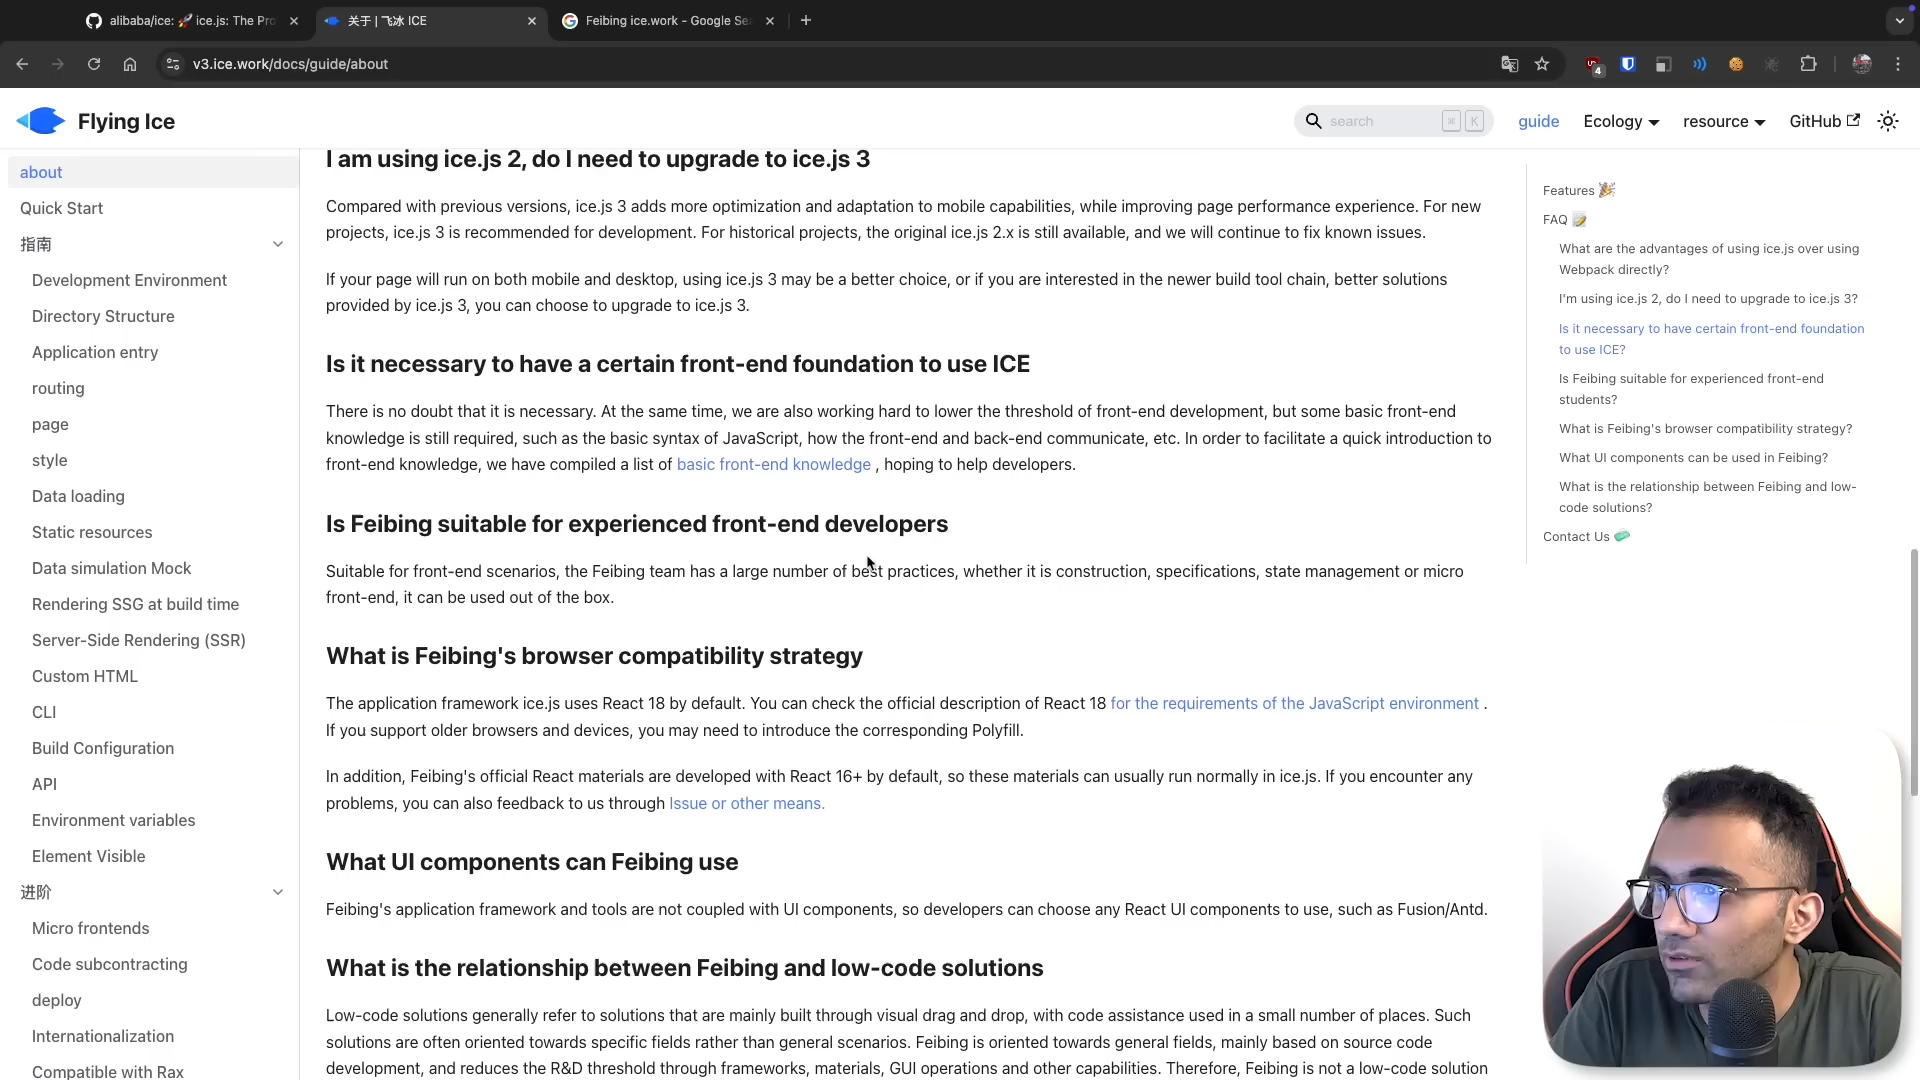 alibaba/ice: 🚀 ice.js: The Pro
关于 | 飞冰 ICE
Feibing ice.work - Google Sea
v3.ice.work/docs/guide/about
4
Flying Ice
search
⌘ K
guide
Ecology
resource
GitHub
about
Quick Start
指南
Development Environment
Directory Structure
Application entry
routing
page
style
Data loading
Static resources
Data simulation Mock
Rendering SSG at build time
Server-Side Rendering (SSR)
Custom HTML
CLI
Build Configuration
API
Environment variables
Element Visible
进阶
Micro frontends
Code subcontracting
deploy
Internationalization
Compatible with Rax
I am using ice.js 2, do I need to upgrade to ice.js 3
Compared with previous versions, ice.js 3 adds more optimization and adaptation to mobile capabilities, while improving page performance experience. For new
projects, ice.js 3 is recommended for development. For historical projects, the original ice.js 2.x is still available, and we will continue to fix known issues.
If your page will run on both mobile and desktop, using ice.js 3 may be a better choice, or if you are interested in the newer build tool chain, better solutions
provided by ice.js 3, you can choose to upgrade to ice.js 3.
Is it necessary to have a certain front-end foundation to use ICE
There is no doubt that it is necessary. At the same time, we are also working hard to lower the threshold of front-end development, but some basic front-end
knowledge is still required, such as the basic syntax of JavaScript, how the front-end and back-end communicate, etc. In order to facilitate a quick introduction to
front-end knowledge, we have compiled a list of basic front-end knowledge , hoping to help developers.
Is Feibing suitable for experienced front-end developers
Suitable for front-end scenarios, the Feibing team has a large number of best practices, whether it is construction, specifications, state management or micro
front-end, it can be used out of the box.
What is Feibing's browser compatibility strategy
The application framework ice.js uses React 18 by default. You can check the official description of React 18 for the requirements of the JavaScript environment .
If you support older browsers and devices, you may need to introduce the corresponding Polyfill.
In addition, Feibing's official React materials are developed with React 16+ by default, so these materials can usually run normally in ice.js. If you encounter any
problems, you can also feedback to us through Issue or other means.
What UI components can Feibing use
Feibing's application framework and tools are not coupled with UI components, so developers can choose any React UI components to use, such as Fusion/Antd.
What is the relationship between Feibing and low-code solutions
Low-code solutions generally refer to solutions that are mainly built through visual drag and drop, with code assistance used in a small number of places. Such
solutions are often oriented towards specific fields rather than general scenarios. Feibing is oriented towards general fields, mainly based on source code
development, and reduces the R&D threshold through frameworks, materials, GUI operations and other capabilities. Therefore, Feibing is not a low-code solution
Features 🎉
FAQ 📝
What are the advantages of using ice.js over using
Webpack directly?
I'm using ice.js 2, do I need to upgrade to ice.js 3?
Is it necessary to have certain front-end foundation
to use ICE?
Is Feibing suitable for experienced front-end
students?
What is Feibing's browser compatibility strategy?
What UI components can be used in Feibing?
What is the relationship between Feibing and low-
code solutions?
Contact Us